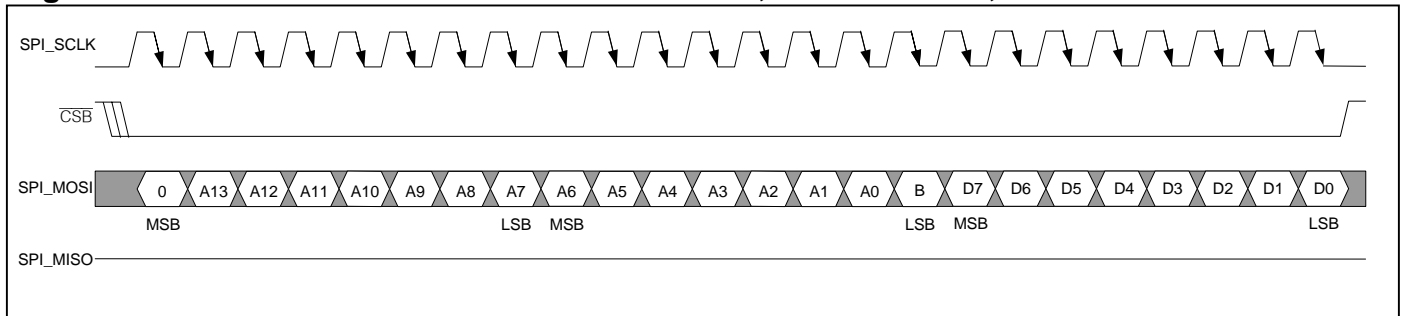 SPI_SCLK
CSB
SPI_MOSI 0 A13 A12 A11 A10 A9 A8 A7 A6 A5 A4 A3 A2 A1 A0 B D7 D6 D5 D4 D3 D2 D1 D0
MSB LSB MSB LSB MSB LSB
SPI_MISO